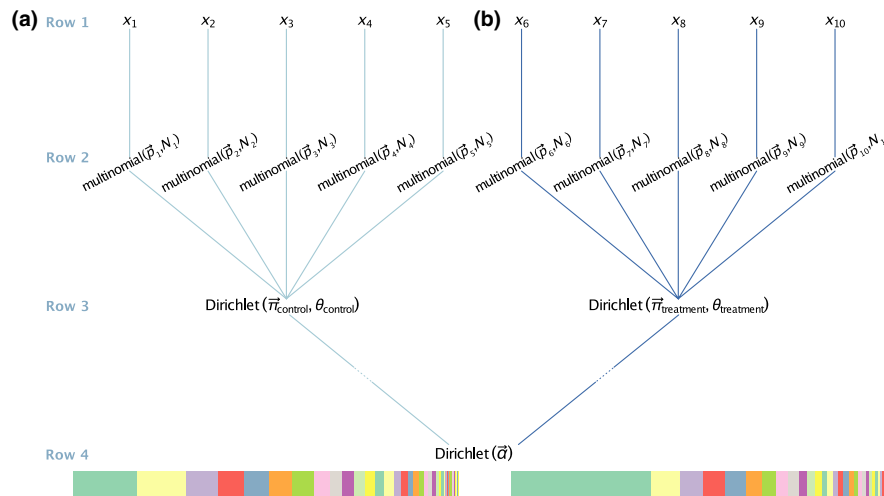 (a) Row 1 x1 x2 x3 x4 x5 (b) x6 x7 x8 x9 x10
Row 2 multinomial(p⃗1,N1) multinomial(p⃗2,N2) multinomial(p⃗3,N3) multinomial(p⃗4,N4) multinomial(p⃗5,N5) multinomial(p⃗6,N6) multinomial(p⃗7,N7) multinomial(p⃗8,N8) multinomial(p⃗9,N9) multinomial(p⃗10,N
Row 3 Dirichlet(π⃗control, θcontrol) Dirichlet(π⃗treatment, θtreatment)
Row 4 Dirichlet(α⃗)